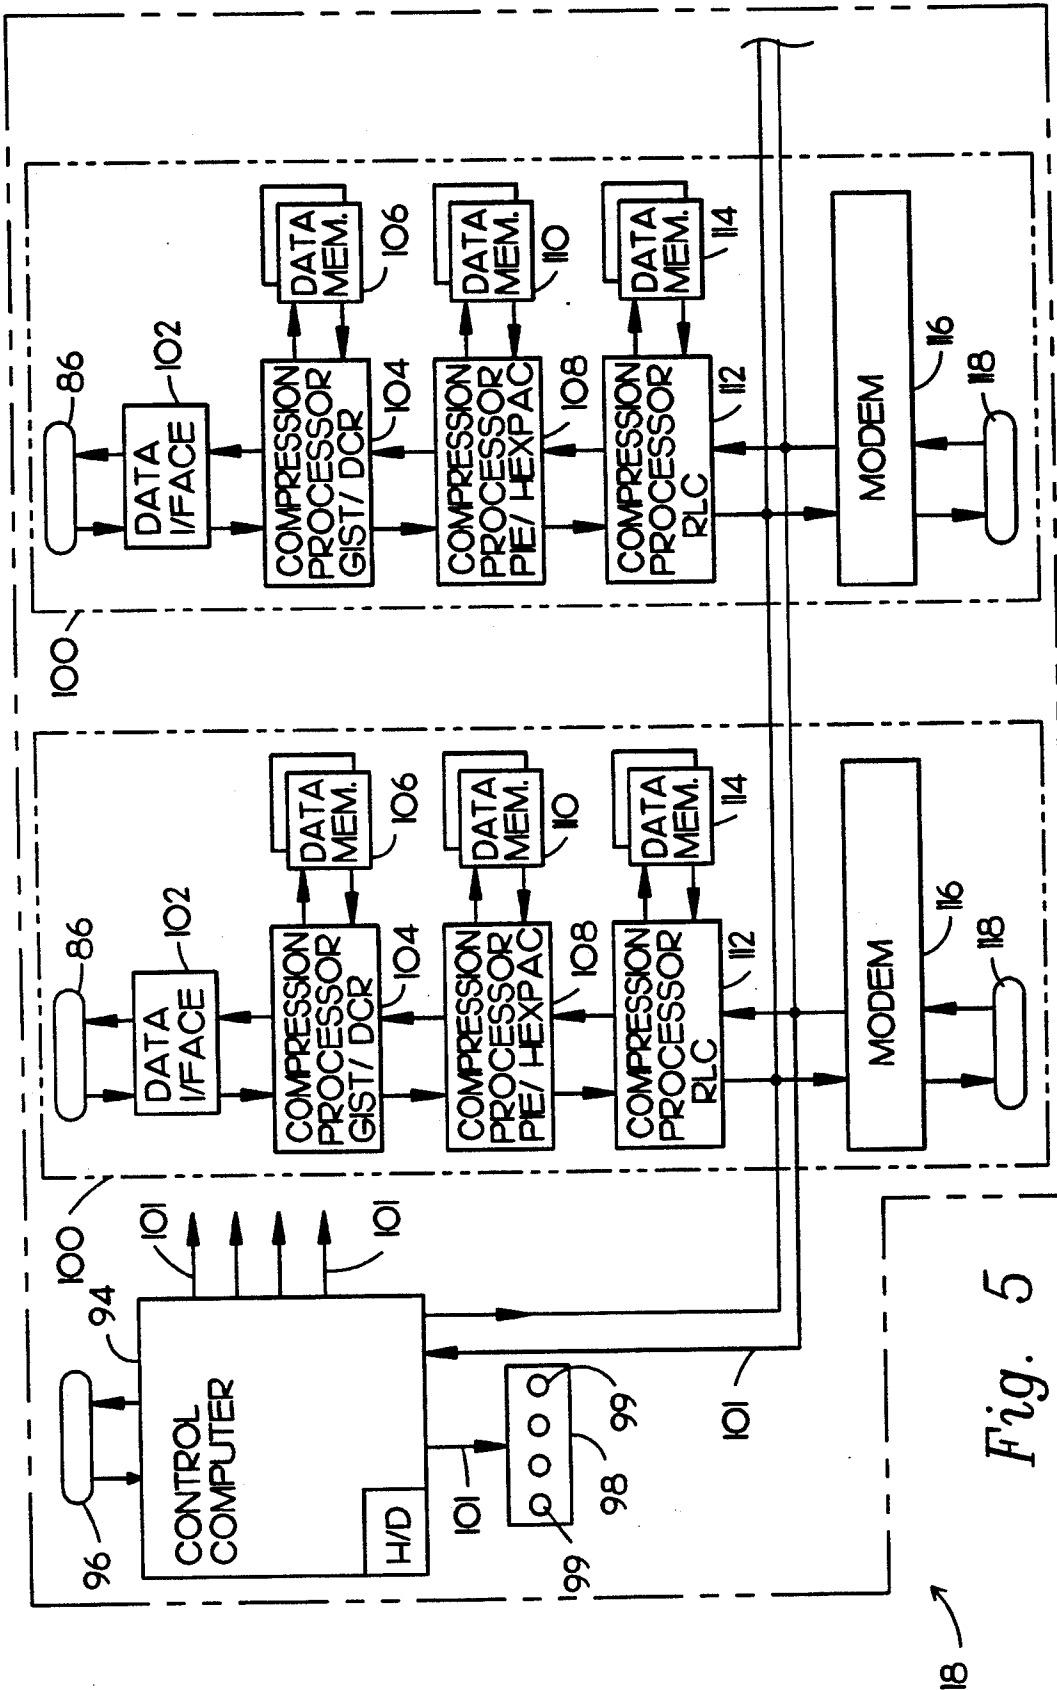 96
94
CONTROL
COMPUTER
H/D
101
101
101
99
99
98
101
100
86
102
DATA
I/FACE
COMPRESSION
PROCESSOR
GIST/ DCR
104
DATA
MEM.
106
COMPRESSION
PROCESSOR
PIE/ HEXPAC
108
DATA
MEM.
110
COMPRESSION
PROCESSOR
RLC
112
DATA
MEM.
114
MODEM
116
118
100
86
102
DATA
I/FACE
COMPRESSION
PROCESSOR
GIST/ DCR
104
DATA
MEM.
106
COMPRESSION
PROCESSOR
PIE/ HEXPAC
108
DATA
MEM.
110
COMPRESSION
PROCESSOR
RLC
112
DATA
MEM.
114
MODEM
116
118
18
Fig. 5